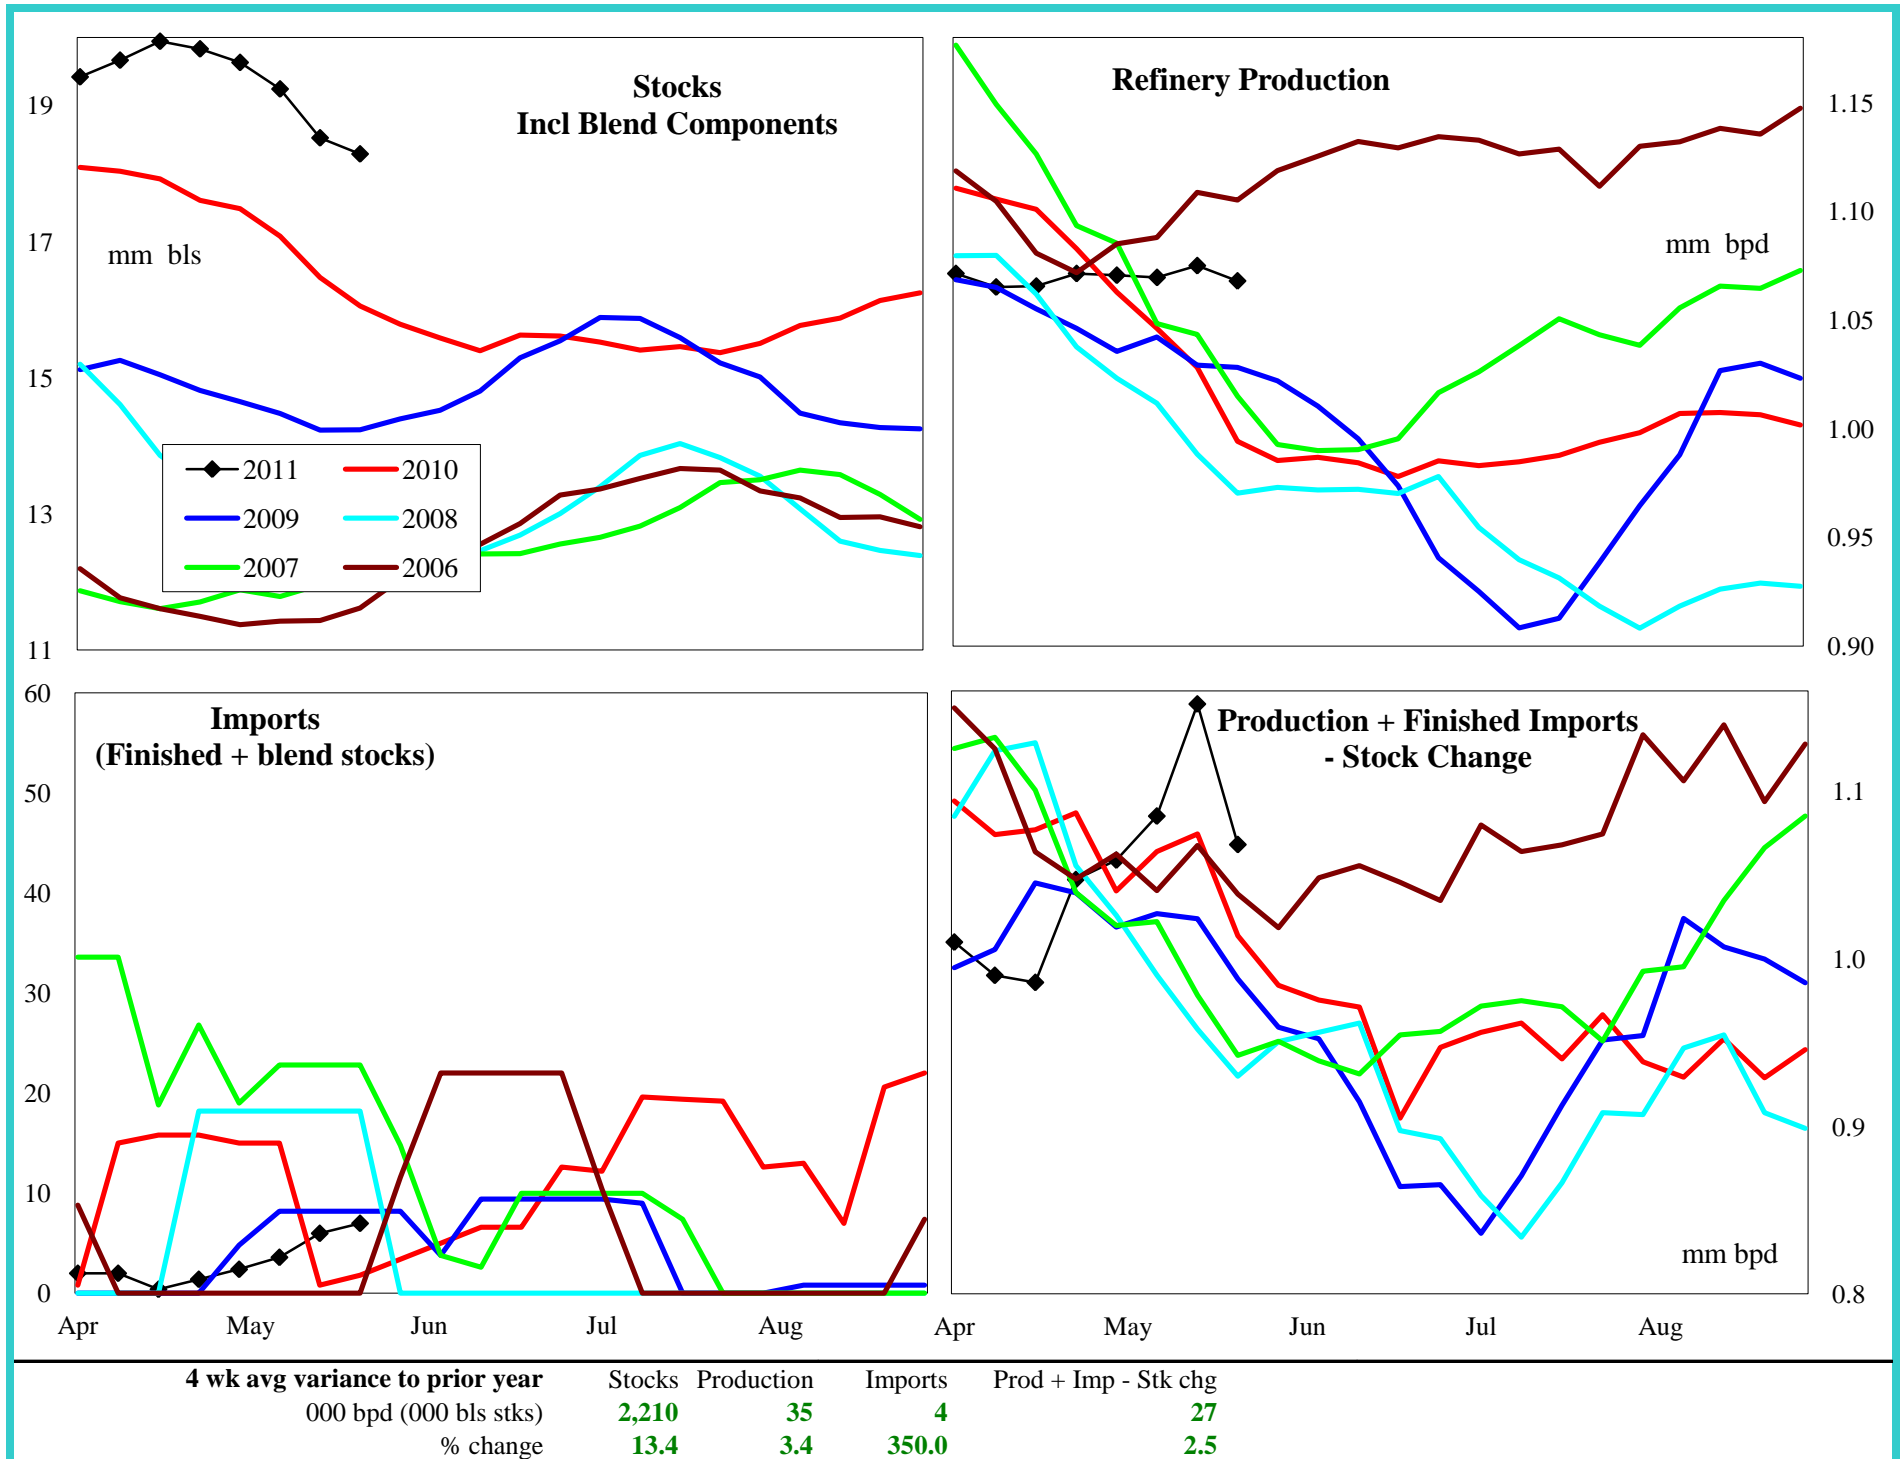 Stocks
Incl Blend Components
mm bls
19
17
15
13
11
2011
2010
2009
2008
2007
2006
Refinery Production
mm bpd
1.15
1.10
1.05
1.00
0.95
0.90
Imports
(Finished + blend stocks)
60
50
40
30
20
10
0
Apr May Jun Jul Aug
Production + Finished Imports
- Stock Change
mm bpd
1.1
1.0
0.9
0.8
Apr May Jun Jul Aug
4 wk avg variance to prior year Stocks Production Imports Prod + Imp - Stk chg
000 bpd (000 bls stks) 2,210 35 4 27
% change 13.4 3.4 350.0 2.5